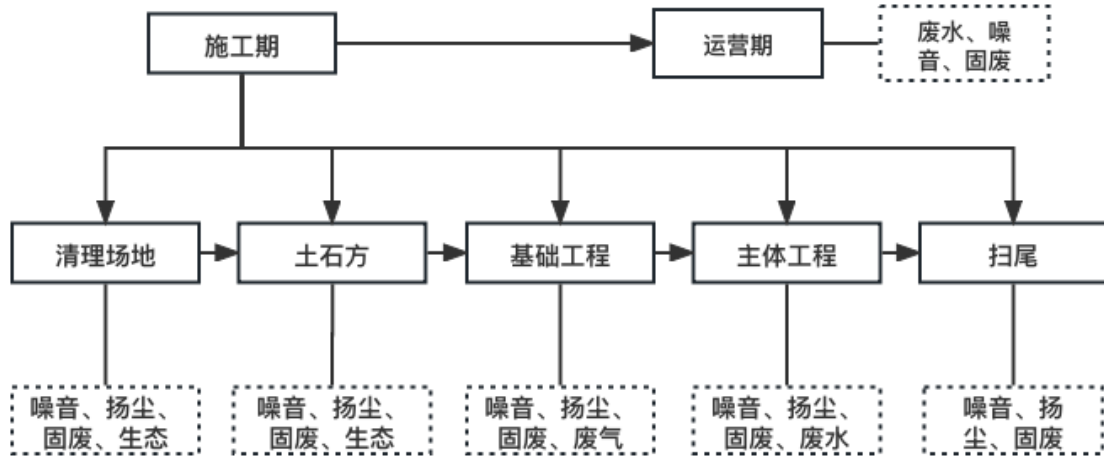 施工期
运营期
废水、噪
音、固废
清理场地
土石方
基础工程
主体工程
扫尾
噪音、扬尘、
固废、生态
噪音、扬尘、
固废、生态
噪音、扬尘、
固废、废气
噪音、扬尘、
固废、废水
噪音、扬
尘、固废